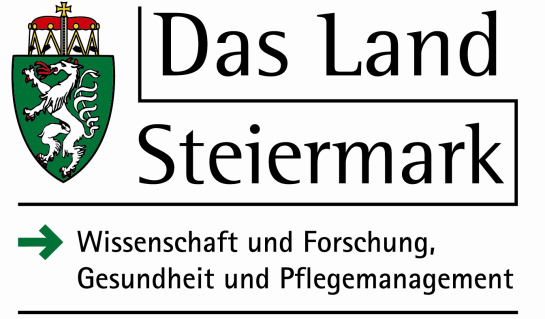 Das Land
Steiermark
Wissenschaft und Forschung,
Gesundheit und Pflegemanagement